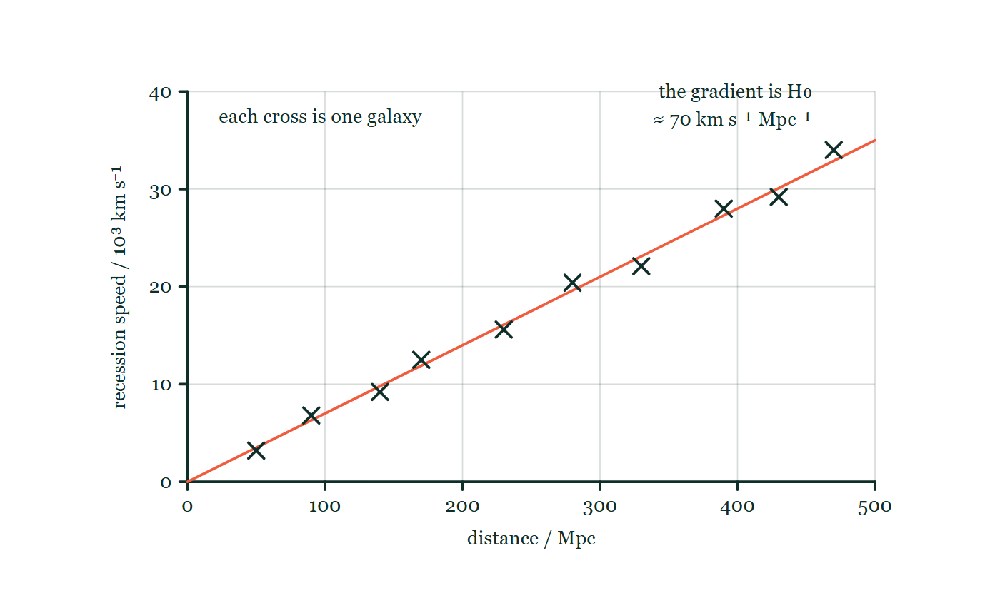 the gradient is H₀
≈ 70 km s⁻¹ Mpc⁻¹
each cross is one galaxy
40
30
20
10
0
recession speed / 10³ km s⁻¹
0 100 200 300 400 500
distance / Mpc